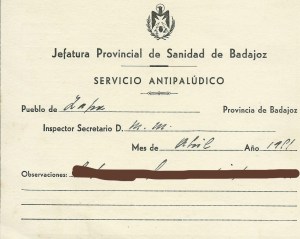 Jefatura Provincial de Sanidad de Badajoz
SERVICIO ANTIPALÚDICO
Pueblo de Zafra Provincia de Badajoz
Inspector Secretario D. m. m.
Mes de Abril Año
Observaciones: